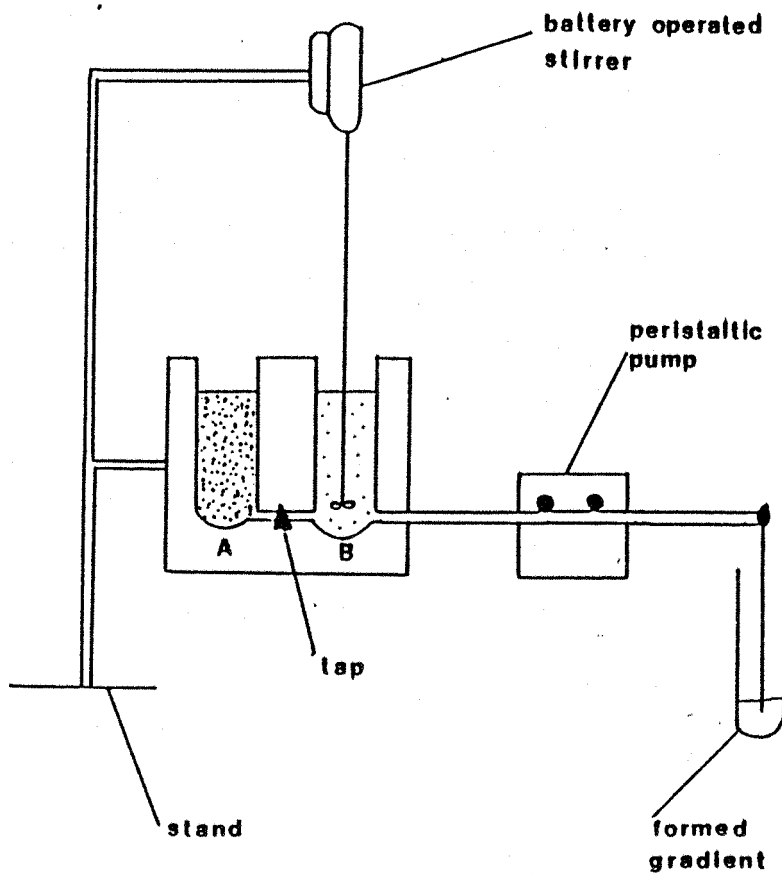 battery operated
stirrer
peristaltic
pump
A
B
tap
stand
formed
gradient